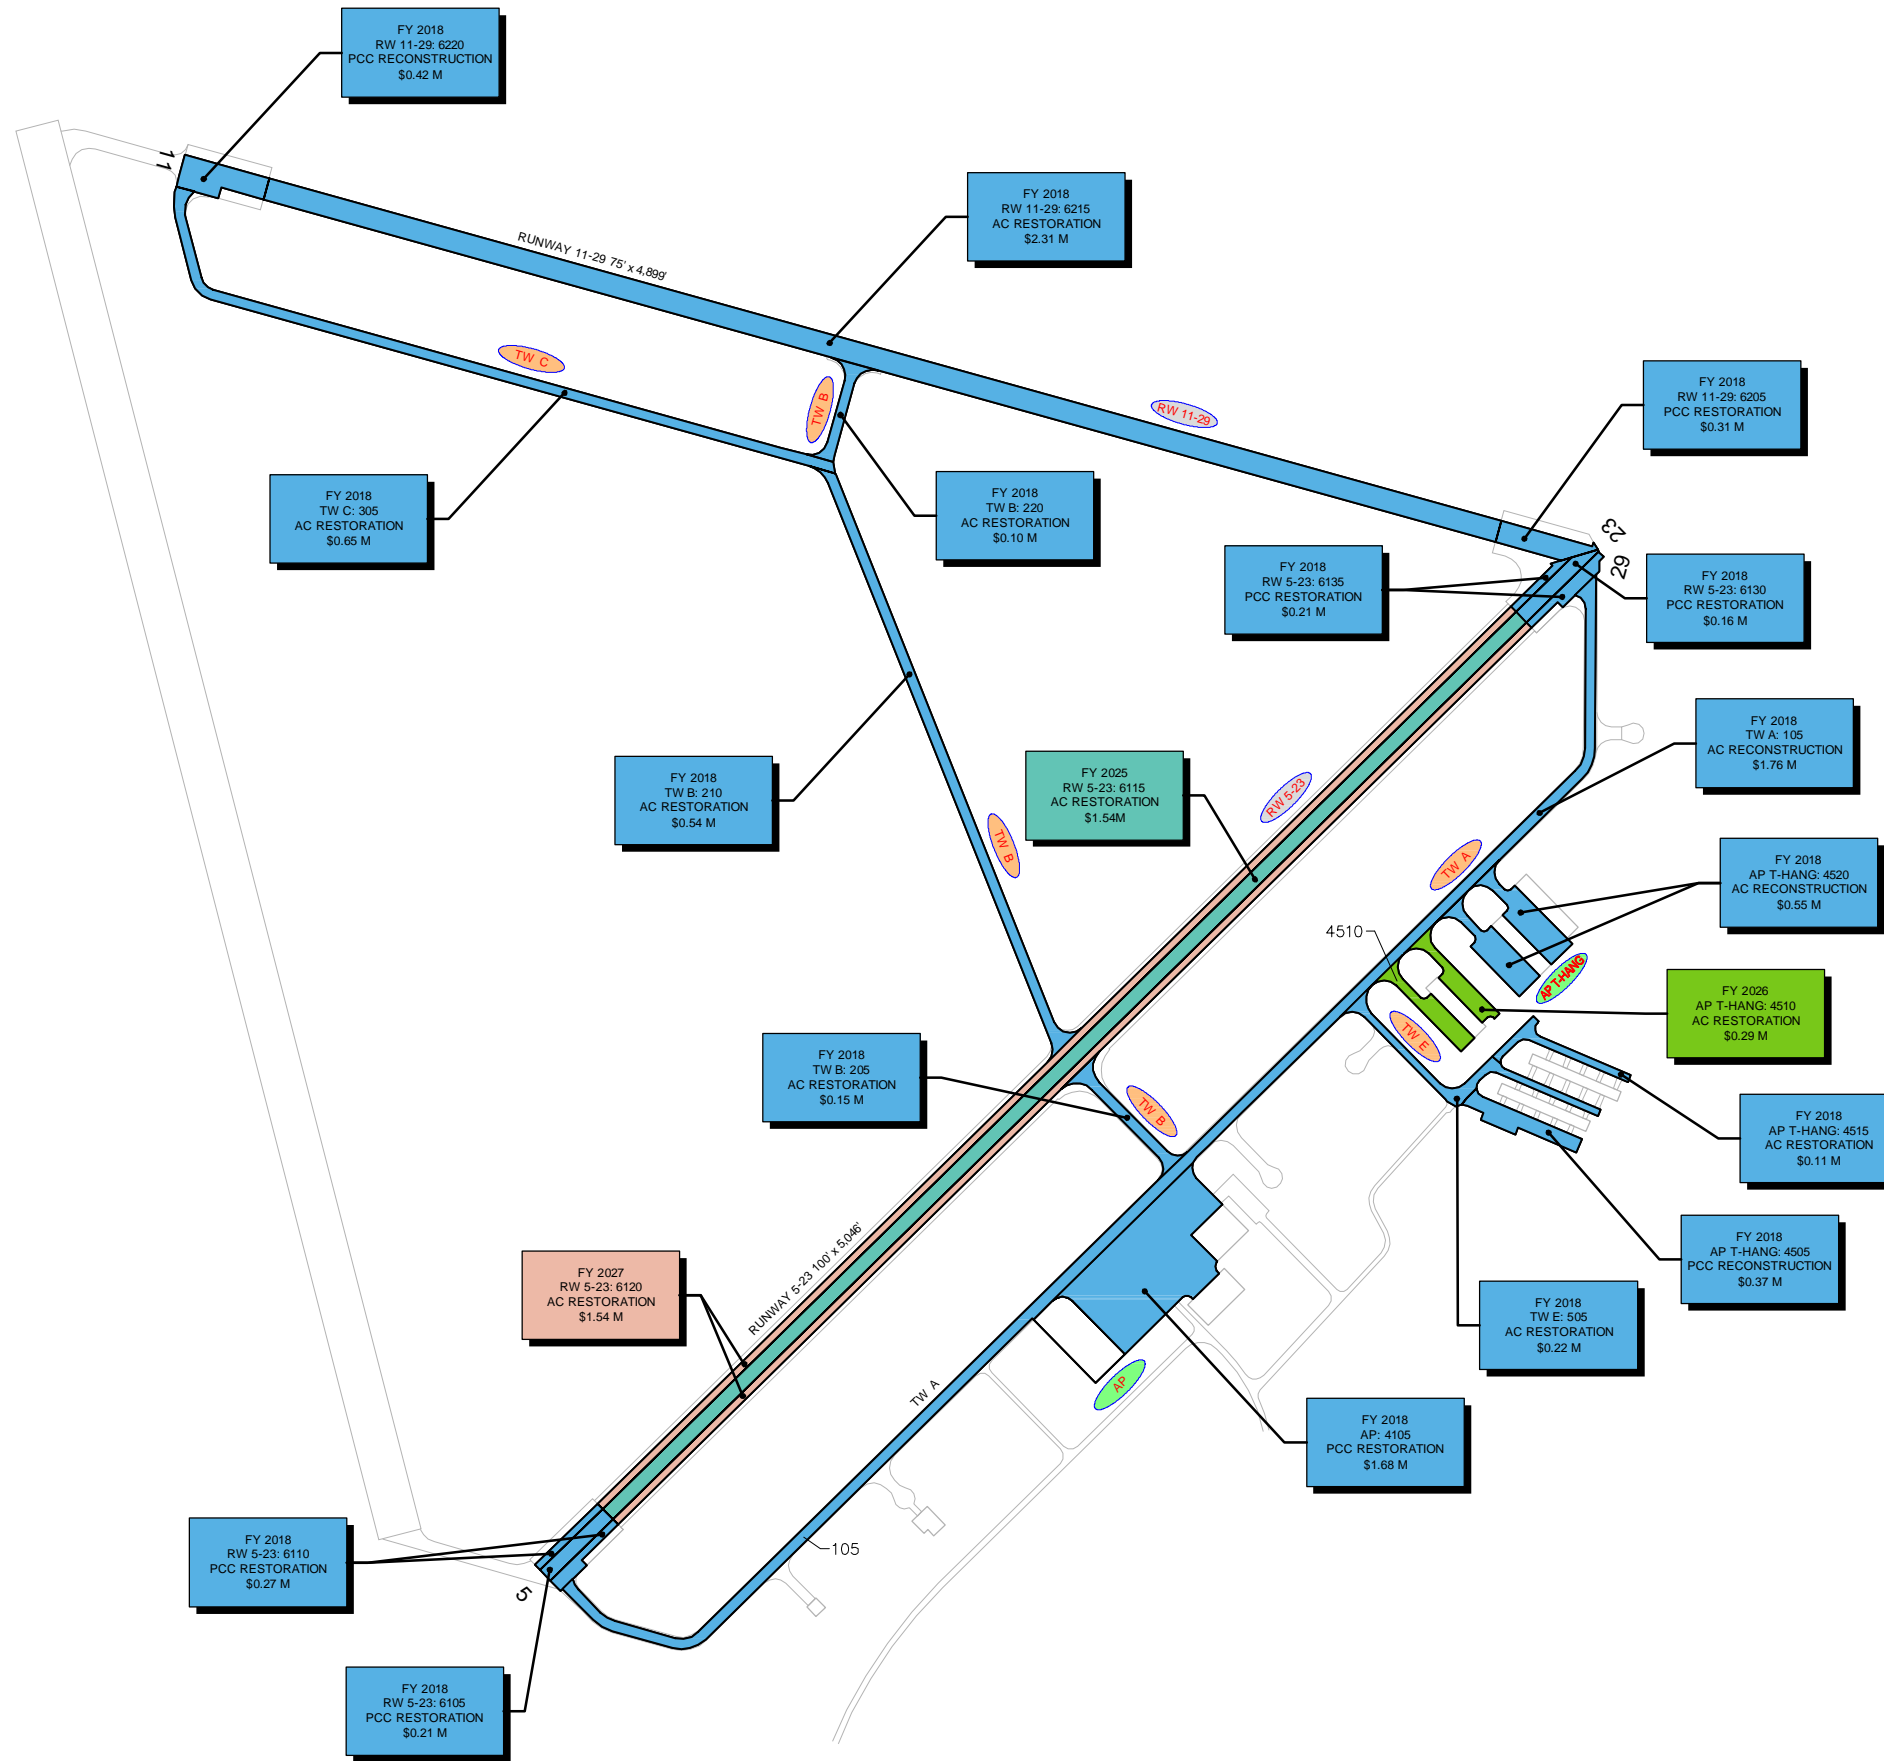 FY 2018
RW 11-29: 6220
PCC RECONSTRUCTION
$0.42 M
11
RUNWAY 11-29 75' x 4,899'
FY 2018
RW 11-29: 6215
AC RESTORATION
$2.31 M
TW C
TW B
RW 11-29
FY 2018
RW 11-29: 6205
PCC RESTORATION
$0.31 M
FY 2018
TW C: 305
AC RESTORATION
$0.65 M
FY 2018
TW B: 220
AC RESTORATION
$0.10 M
23
29
FY 2018
RW 5-23: 6135
PCC RESTORATION
$0.21 M
FY 2018
RW 5-23: 6130
PCC RESTORATION
$0.16 M
FY 2018
TW A: 105
AC RECONSTRUCTION
$1.76 M
FY 2018
TW B: 210
AC RESTORATION
$0.54 M
FY 2025
RW 5-23: 6115
AC RESTORATION
$1.54M
RW 5-23
TW B
TW A
FY 2018
AP T-HANG: 4520
AC RECONSTRUCTION
$0.55 M
4510
AP T-HANG
FY 2026
AP T-HANG: 4510
AC RESTORATION
$0.29 M
TW E
FY 2018
TW B: 205
AC RESTORATION
$0.15 M
TW B
FY 2018
AP T-HANG: 4515
AC RESTORATION
$0.11 M
FY 2018
AP T-HANG: 4505
PCC RECONSTRUCTION
$0.37 M
FY 2027
RW 5-23: 6120
AC RESTORATION
$1.54 M
RUNWAY 5-23 100' x 5,046'
FY 2018
TW E: 505
AC RESTORATION
$0.22 M
TW A
AP
FY 2018
AP: 4105
PCC RESTORATION
$1.68 M
FY 2018
RW 5-23: 6110
PCC RESTORATION
$0.27 M
105
5
FY 2018
RW 5-23: 6105
PCC RESTORATION
$0.21 M